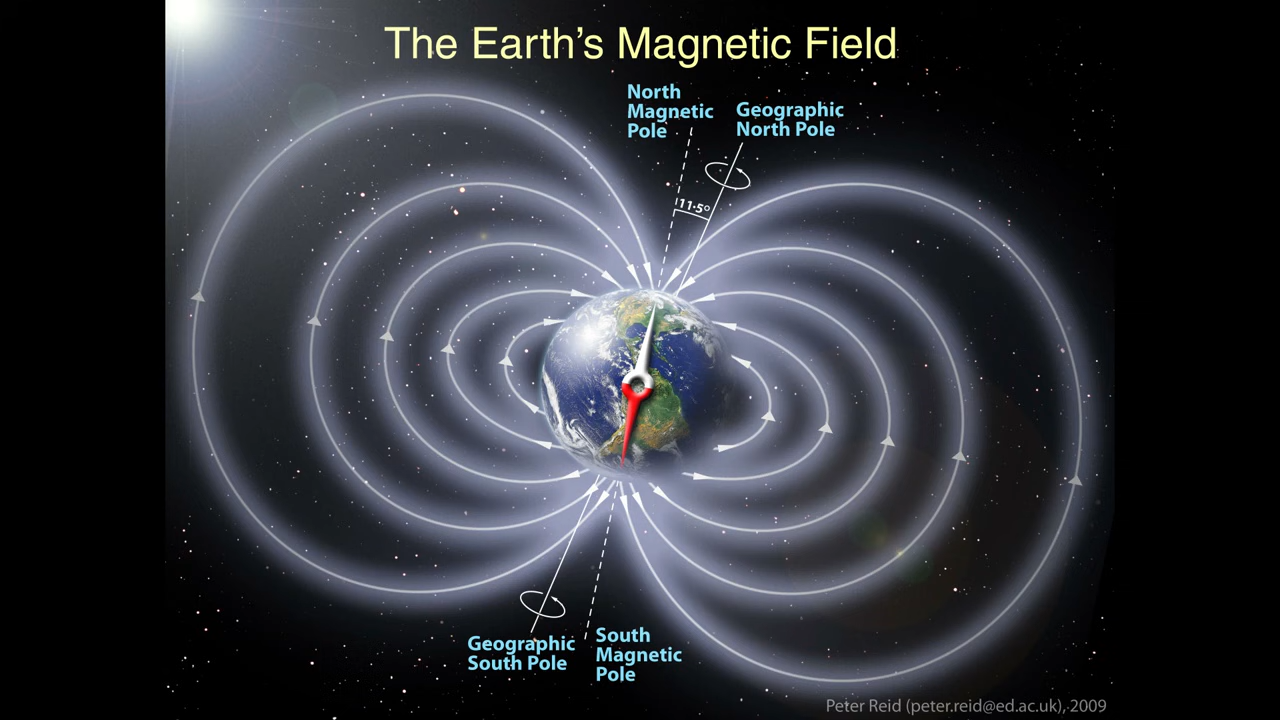 The Earth's Magnetic Field
North
Magnetic
Pole
Geographic
North Pole
11·5°
Geographic
South Pole
South
Magnetic
Pole
Peter Reid (peter.reid@ed.ac.uk), 2009